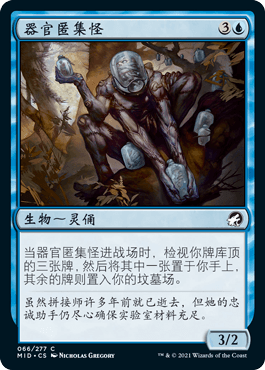 器官匿集怪 3
生物～灵俑
当器官匿集怪进战场时，检视你牌库顶
的三张牌，然后将其中一张置于你手上，
其余的牌则置入你的坟墓场。
虽然拼接师许多年前就已逝去，但她的忠
诚助手仍尽心确保实验室材料充足。
3/2
066/277 C
MID • CS NICHOLAS GREGORY
™ & © 2021 Wizards of the Coast